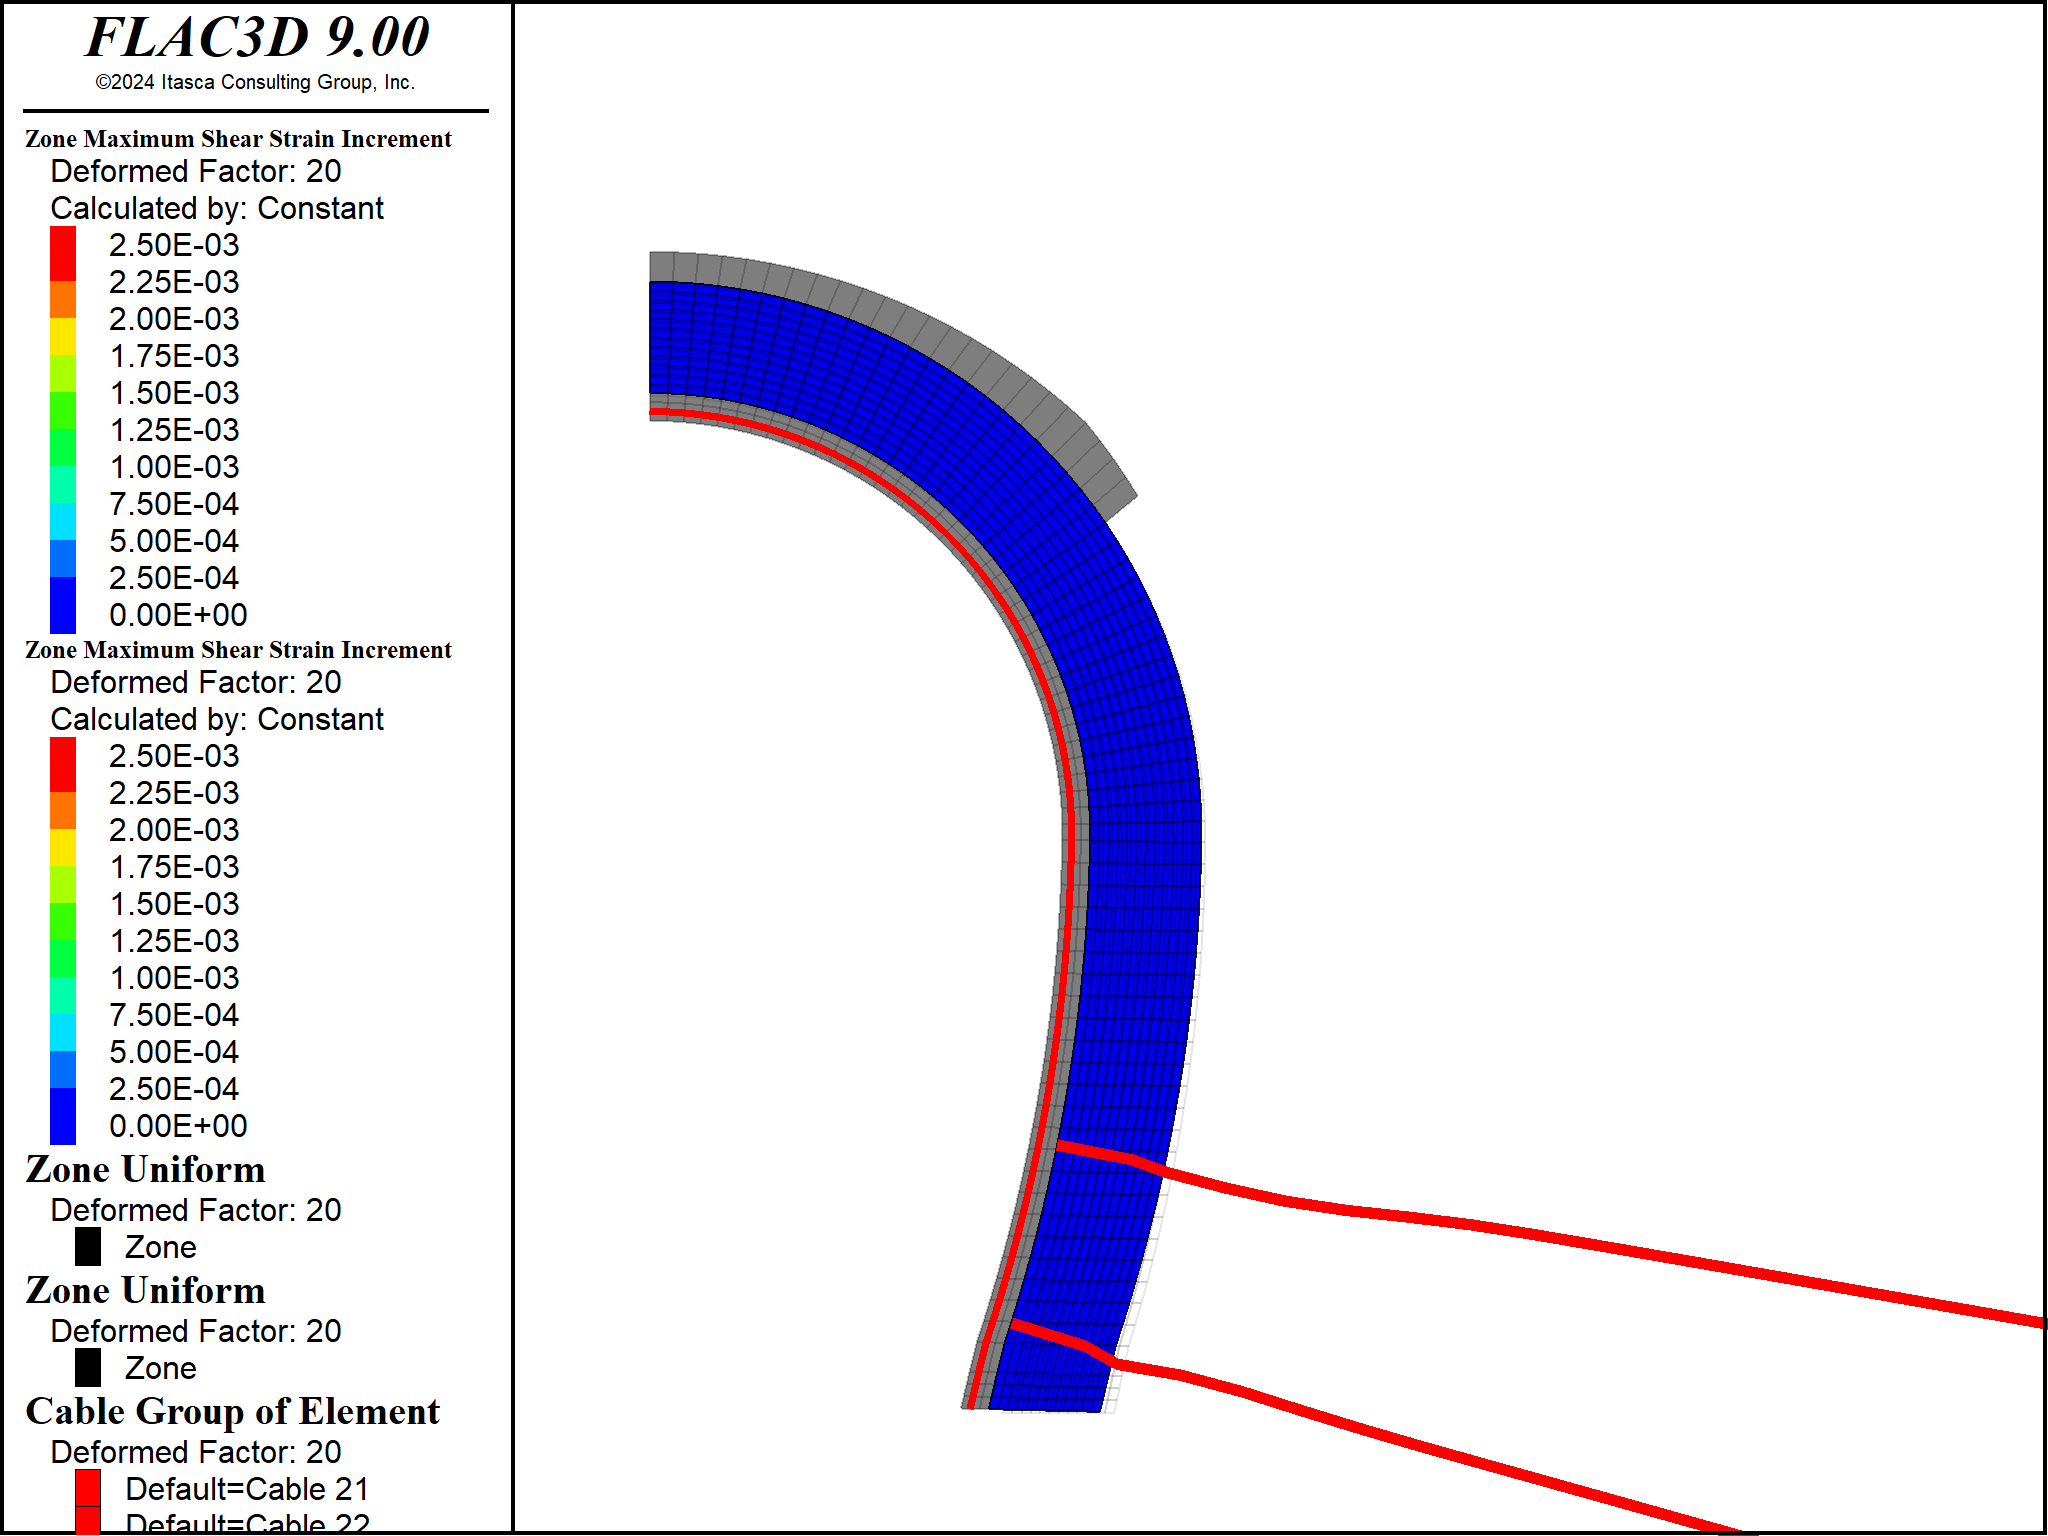 FLAC3D 9.00
©2024 Itasca Consulting Group, Inc.
Zone Maximum Shear Strain Increment
Deformed Factor: 20
Calculated by: Constant
2.50E-03
2.25E-03
2.00E-03
1.75E-03
1.50E-03
1.25E-03
1.00E-03
7.50E-04
5.00E-04
2.50E-04
0.00E+00
Zone Maximum Shear Strain Increment
Deformed Factor: 20
Calculated by: Constant
2.50E-03
2.25E-03
2.00E-03
1.75E-03
1.50E-03
1.25E-03
1.00E-03
7.50E-04
5.00E-04
2.50E-04
0.00E+00
Zone Uniform
Deformed Factor: 20
Zone
Zone Uniform
Deformed Factor: 20
Zone
Cable Group of Element
Deformed Factor: 20
Default=Cable 21
Default=Cable 22